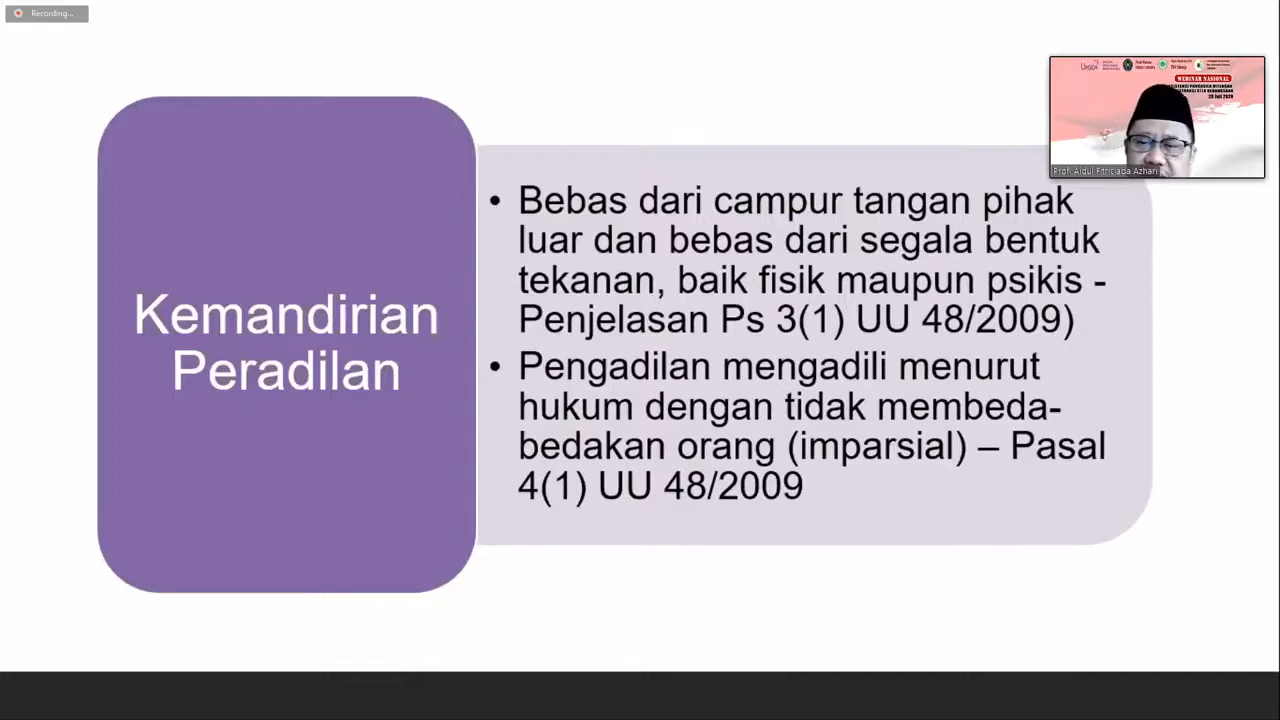 Recording...
WEBINAR NASIONAL
Prof. Aidul Fitriciada Azhari
Kemandirian
Peradilan
• Bebas dari campur tangan pihak
luar dan bebas dari segala bentuk
tekanan, baik fisik maupun psikis -
Penjelasan Ps 3(1) UU 48/2009)
• Pengadilan mengadili menurut
hukum dengan tidak membeda-
bedakan orang (imparsial) – Pasal
4(1) UU 48/2009